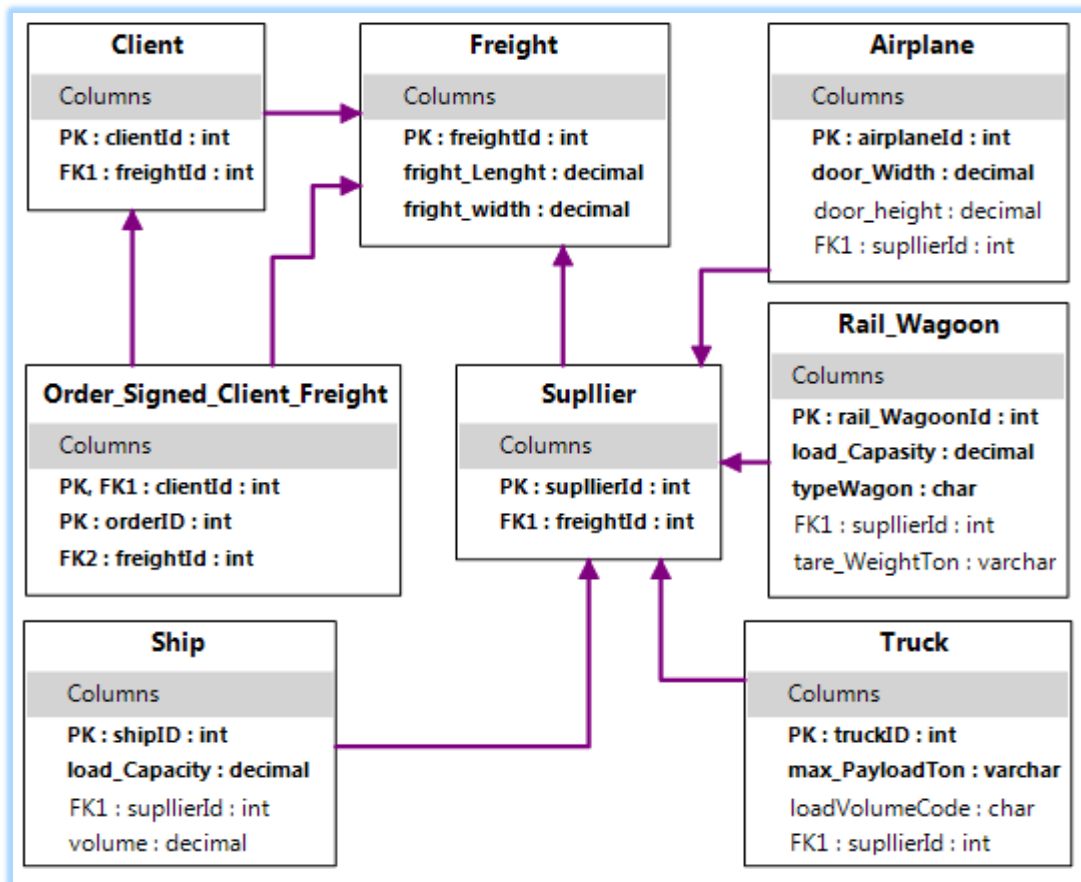 Client
Columns
PK : clientId : int
FK1 : freightId : int
Freight
Columns
PK : freightId : int
fright_Lenght : decimal
fright_width : decimal
Airplane
Columns
PK : airplaneId : int
door_Width : decimal
door_height : decimal
FK1 : supllierId : int
Order_Signed_Client_Freight
Columns
PK, FK1 : clientId : int
PK : orderID : int
FK2 : freightId : int
Supllier
Columns
PK : supllierId : int
FK1 : freightId : int
Rail_Wagoon
Columns
PK : rail_WagoonId : int
load_Capasity : decimal
typeWagon : char
FK1 : supllierId : int
tare_WeightTon : varchar
Ship
Columns
PK : shipID : int
load_Capacity : decimal
FK1 : supllierId : int
volume : decimal
Truck
Columns
PK : truckID : int
max_PayloadTon : varchar
loadVolumeCode : char
FK1 : supllierId : int